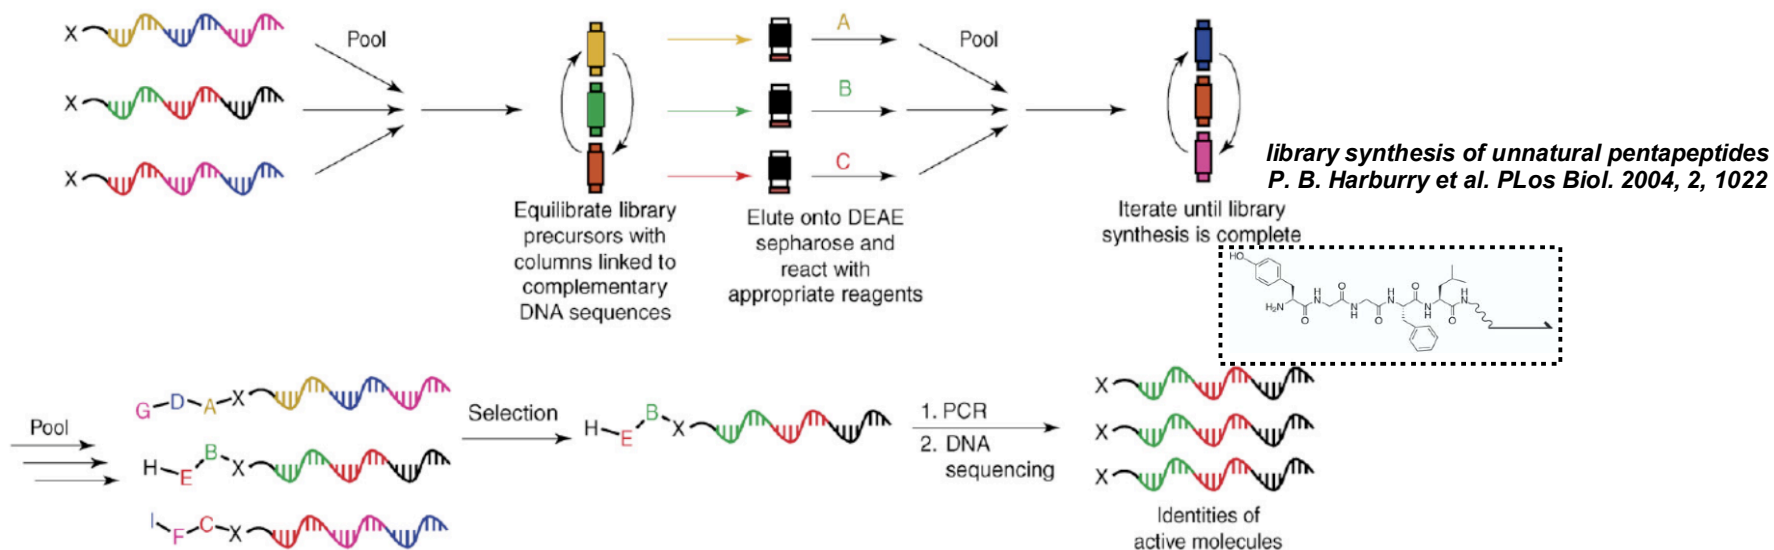 X
X
X
Pool
Equilibrate library
precursors with
columns linked to
complementary
DNA sequences
A
B
C
Elute onto DEAE
sepharose and
react with
appropriate reagents
Pool
Iterate until library
synthesis is complete
library synthesis of unnatural pentapeptides
P. B. Harburry et al. PLos Biol. 2004, 2, 1022
HO
H₂N
O
H
N
O
N
H
O
H
N
O
N
H
O
H
N
Pool
G D A X
H E B X
I F C X
Selection
H E B X
1. PCR
2. DNA
sequencing
X
X
X
Identities of
active molecules